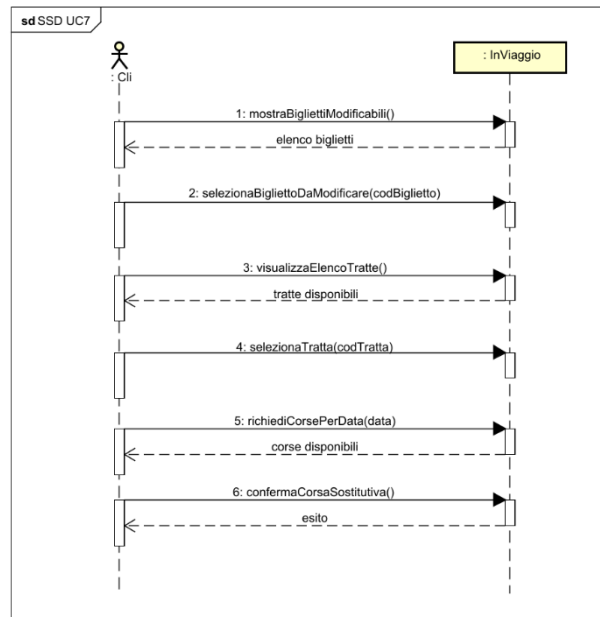 sd SSD UC7
: Cli
: InViaggio
1: mostraBigliettiModificabili()
elenco biglietti
2: selezionaBigliettoDaModificare(codBiglietto)
3: visualizzaElencoTratte()
tratte disponibili
4: selezionaTratta(codTratta)
5: richiediCorsePerData(data)
corse disponibili
6: confermaCorsaSostitutiva()
esito